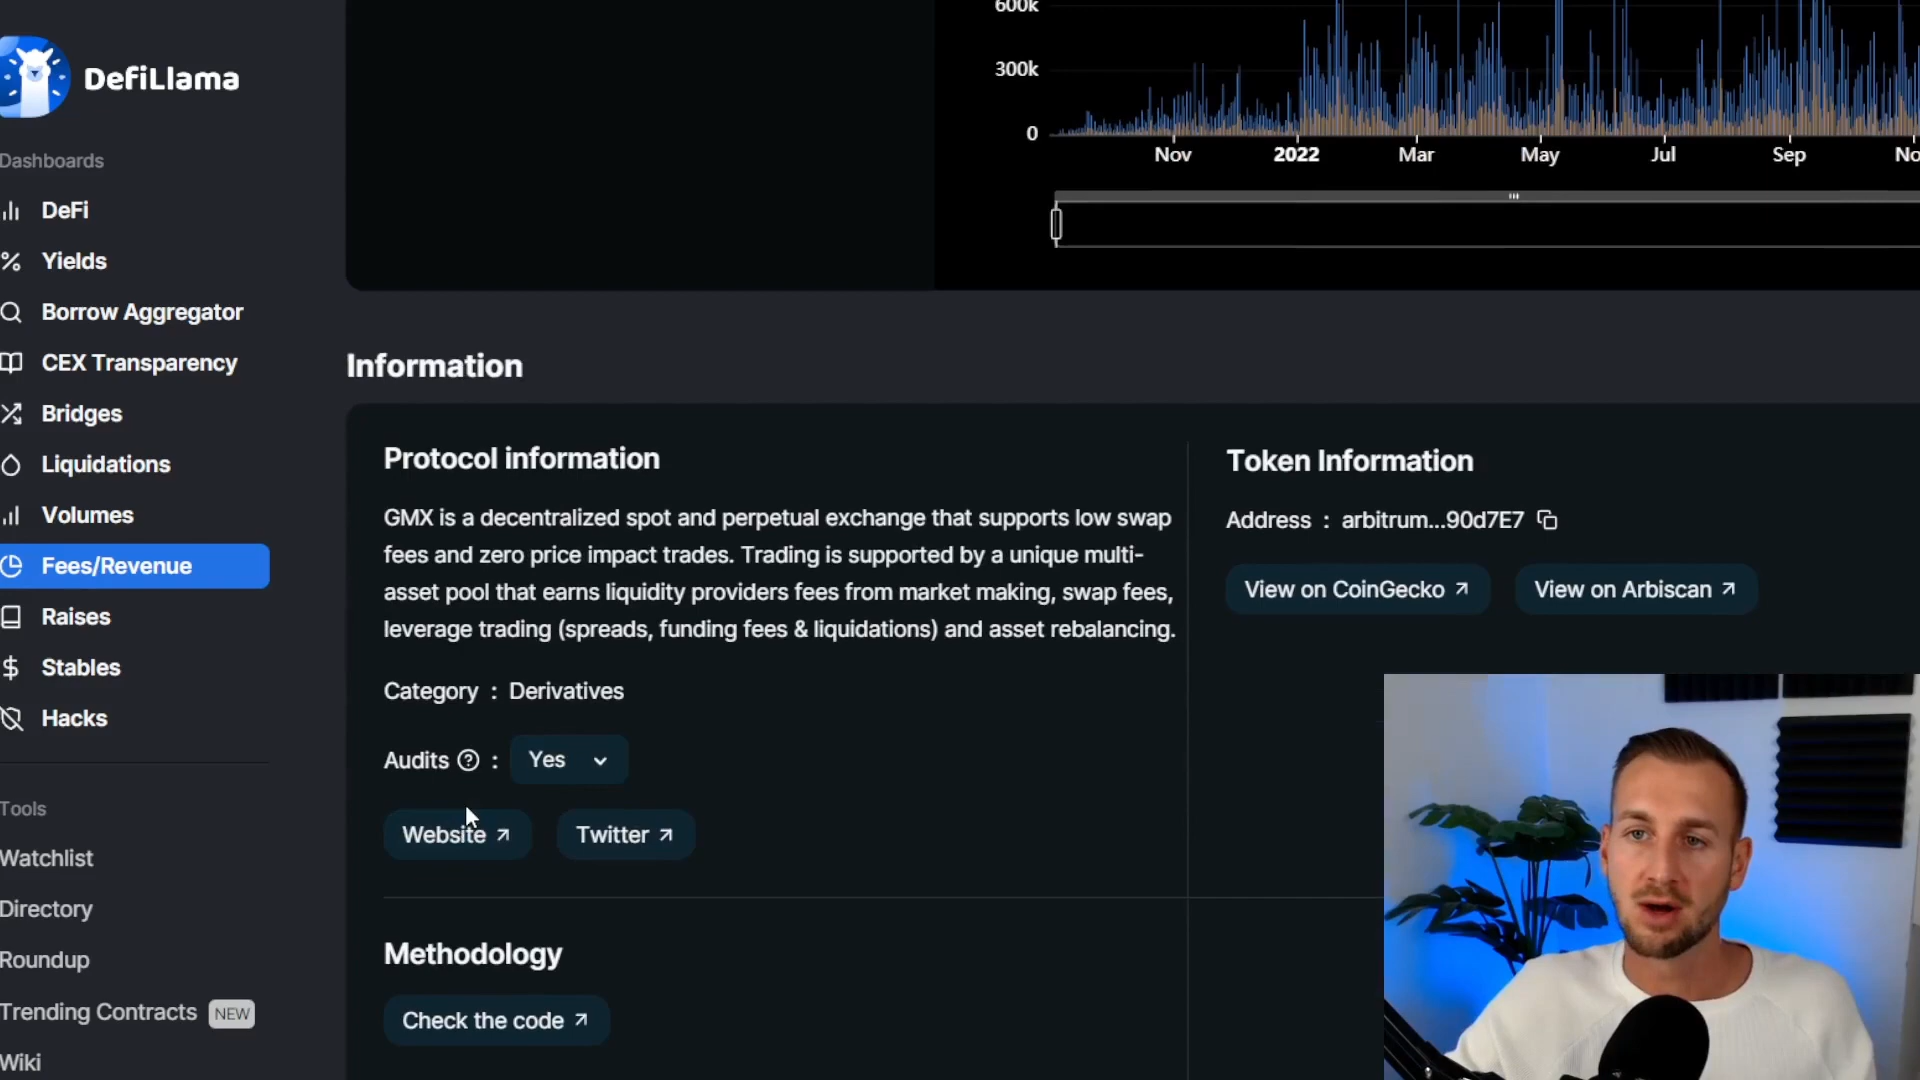 DefiLlama
Dashboards
DeFi
Yields
Borrow Aggregator
CEX Transparency
Bridges
Liquidations
Volumes
Fees/Revenue
Raises
Stables
Hacks
Tools
Watchlist
Directory
Roundup
Trending Contracts NEW
Wiki
600k
300k
0
Nov 2022 Mar May Jul Sep No
Information
Protocol information
GMX is a decentralized spot and perpetual exchange that supports low swap
fees and zero price impact trades. Trading is supported by a unique multi-
asset pool that earns liquidity providers fees from market making, swap fees,
leverage trading (spreads, funding fees & liquidations) and asset rebalancing.
Category : Derivatives
Audits ? : Yes
Website Twitter
Methodology
Check the code
Token Information
Address : arbitrum...90d7E7
View on CoinGecko View on Arbiscan